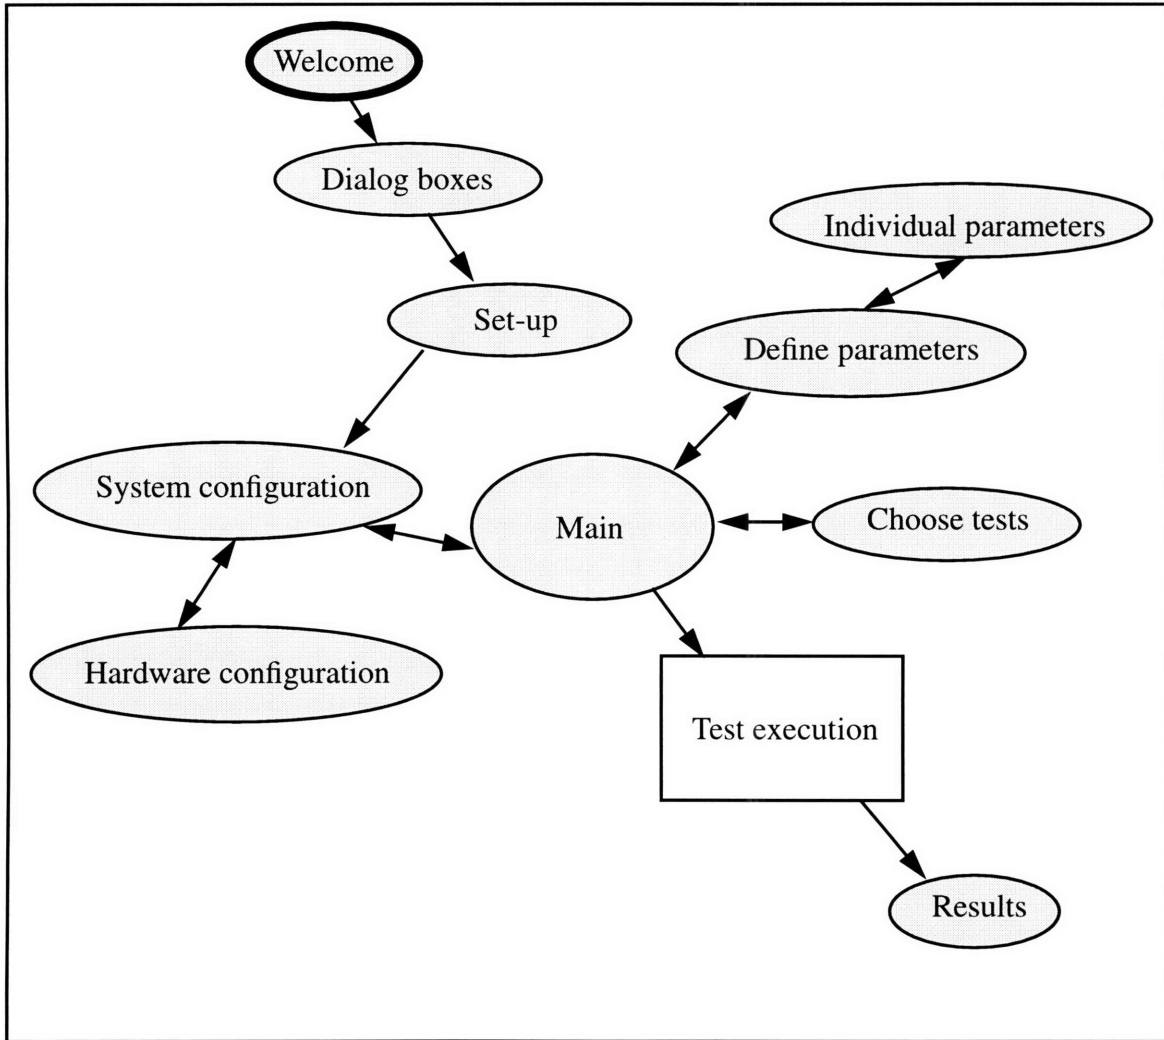 Welcome
Dialog boxes
Individual parameters
Set-up
Define parameters
System configuration
Main
Choose tests
Hardware configuration
Test execution
Results